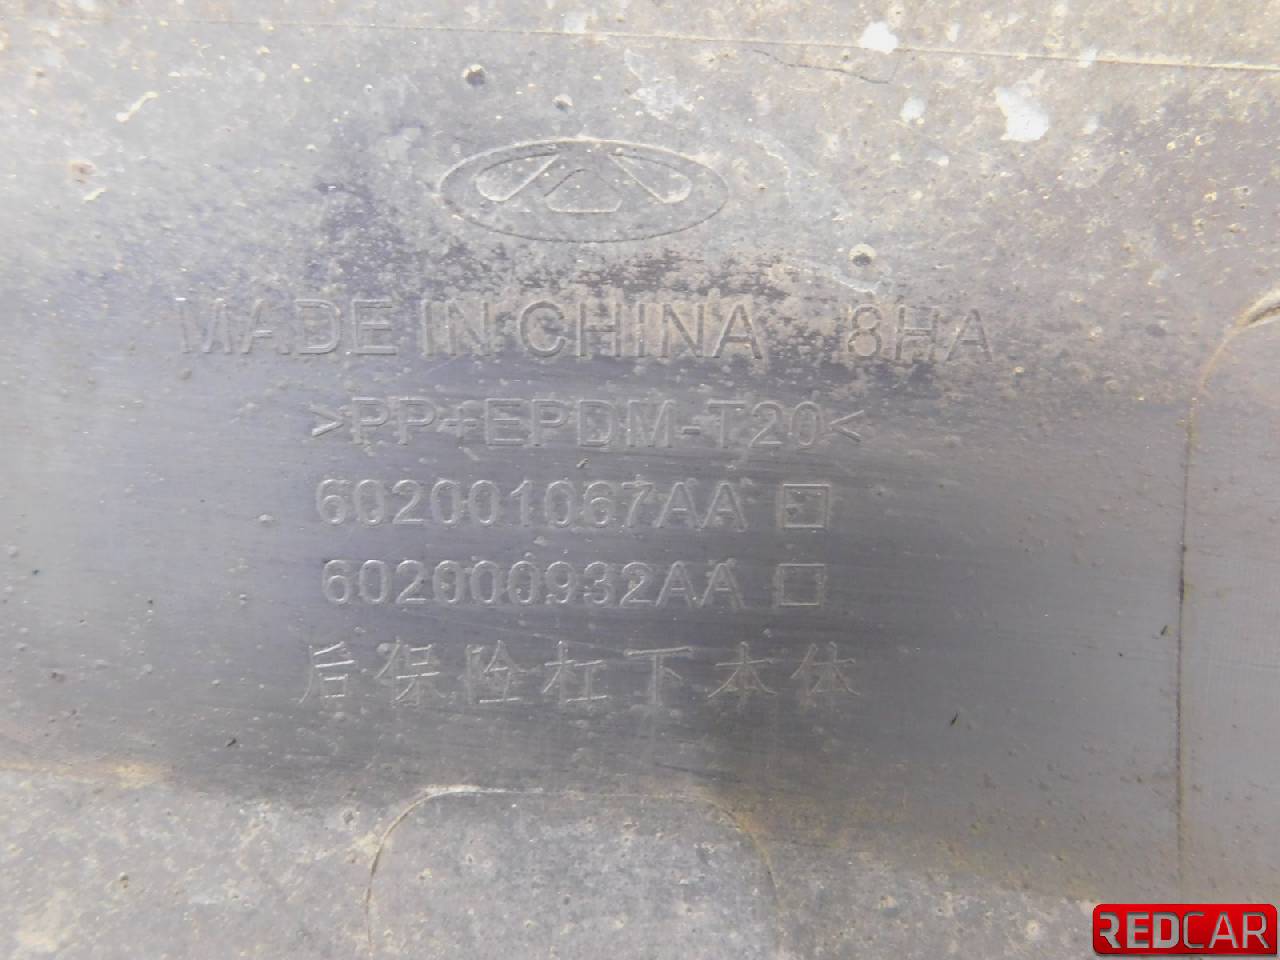 MADE IN CHINA 8HA
>PP+EPDM-T20<
602001067AA
602000932AA
后保险杠下本体
REDCAR